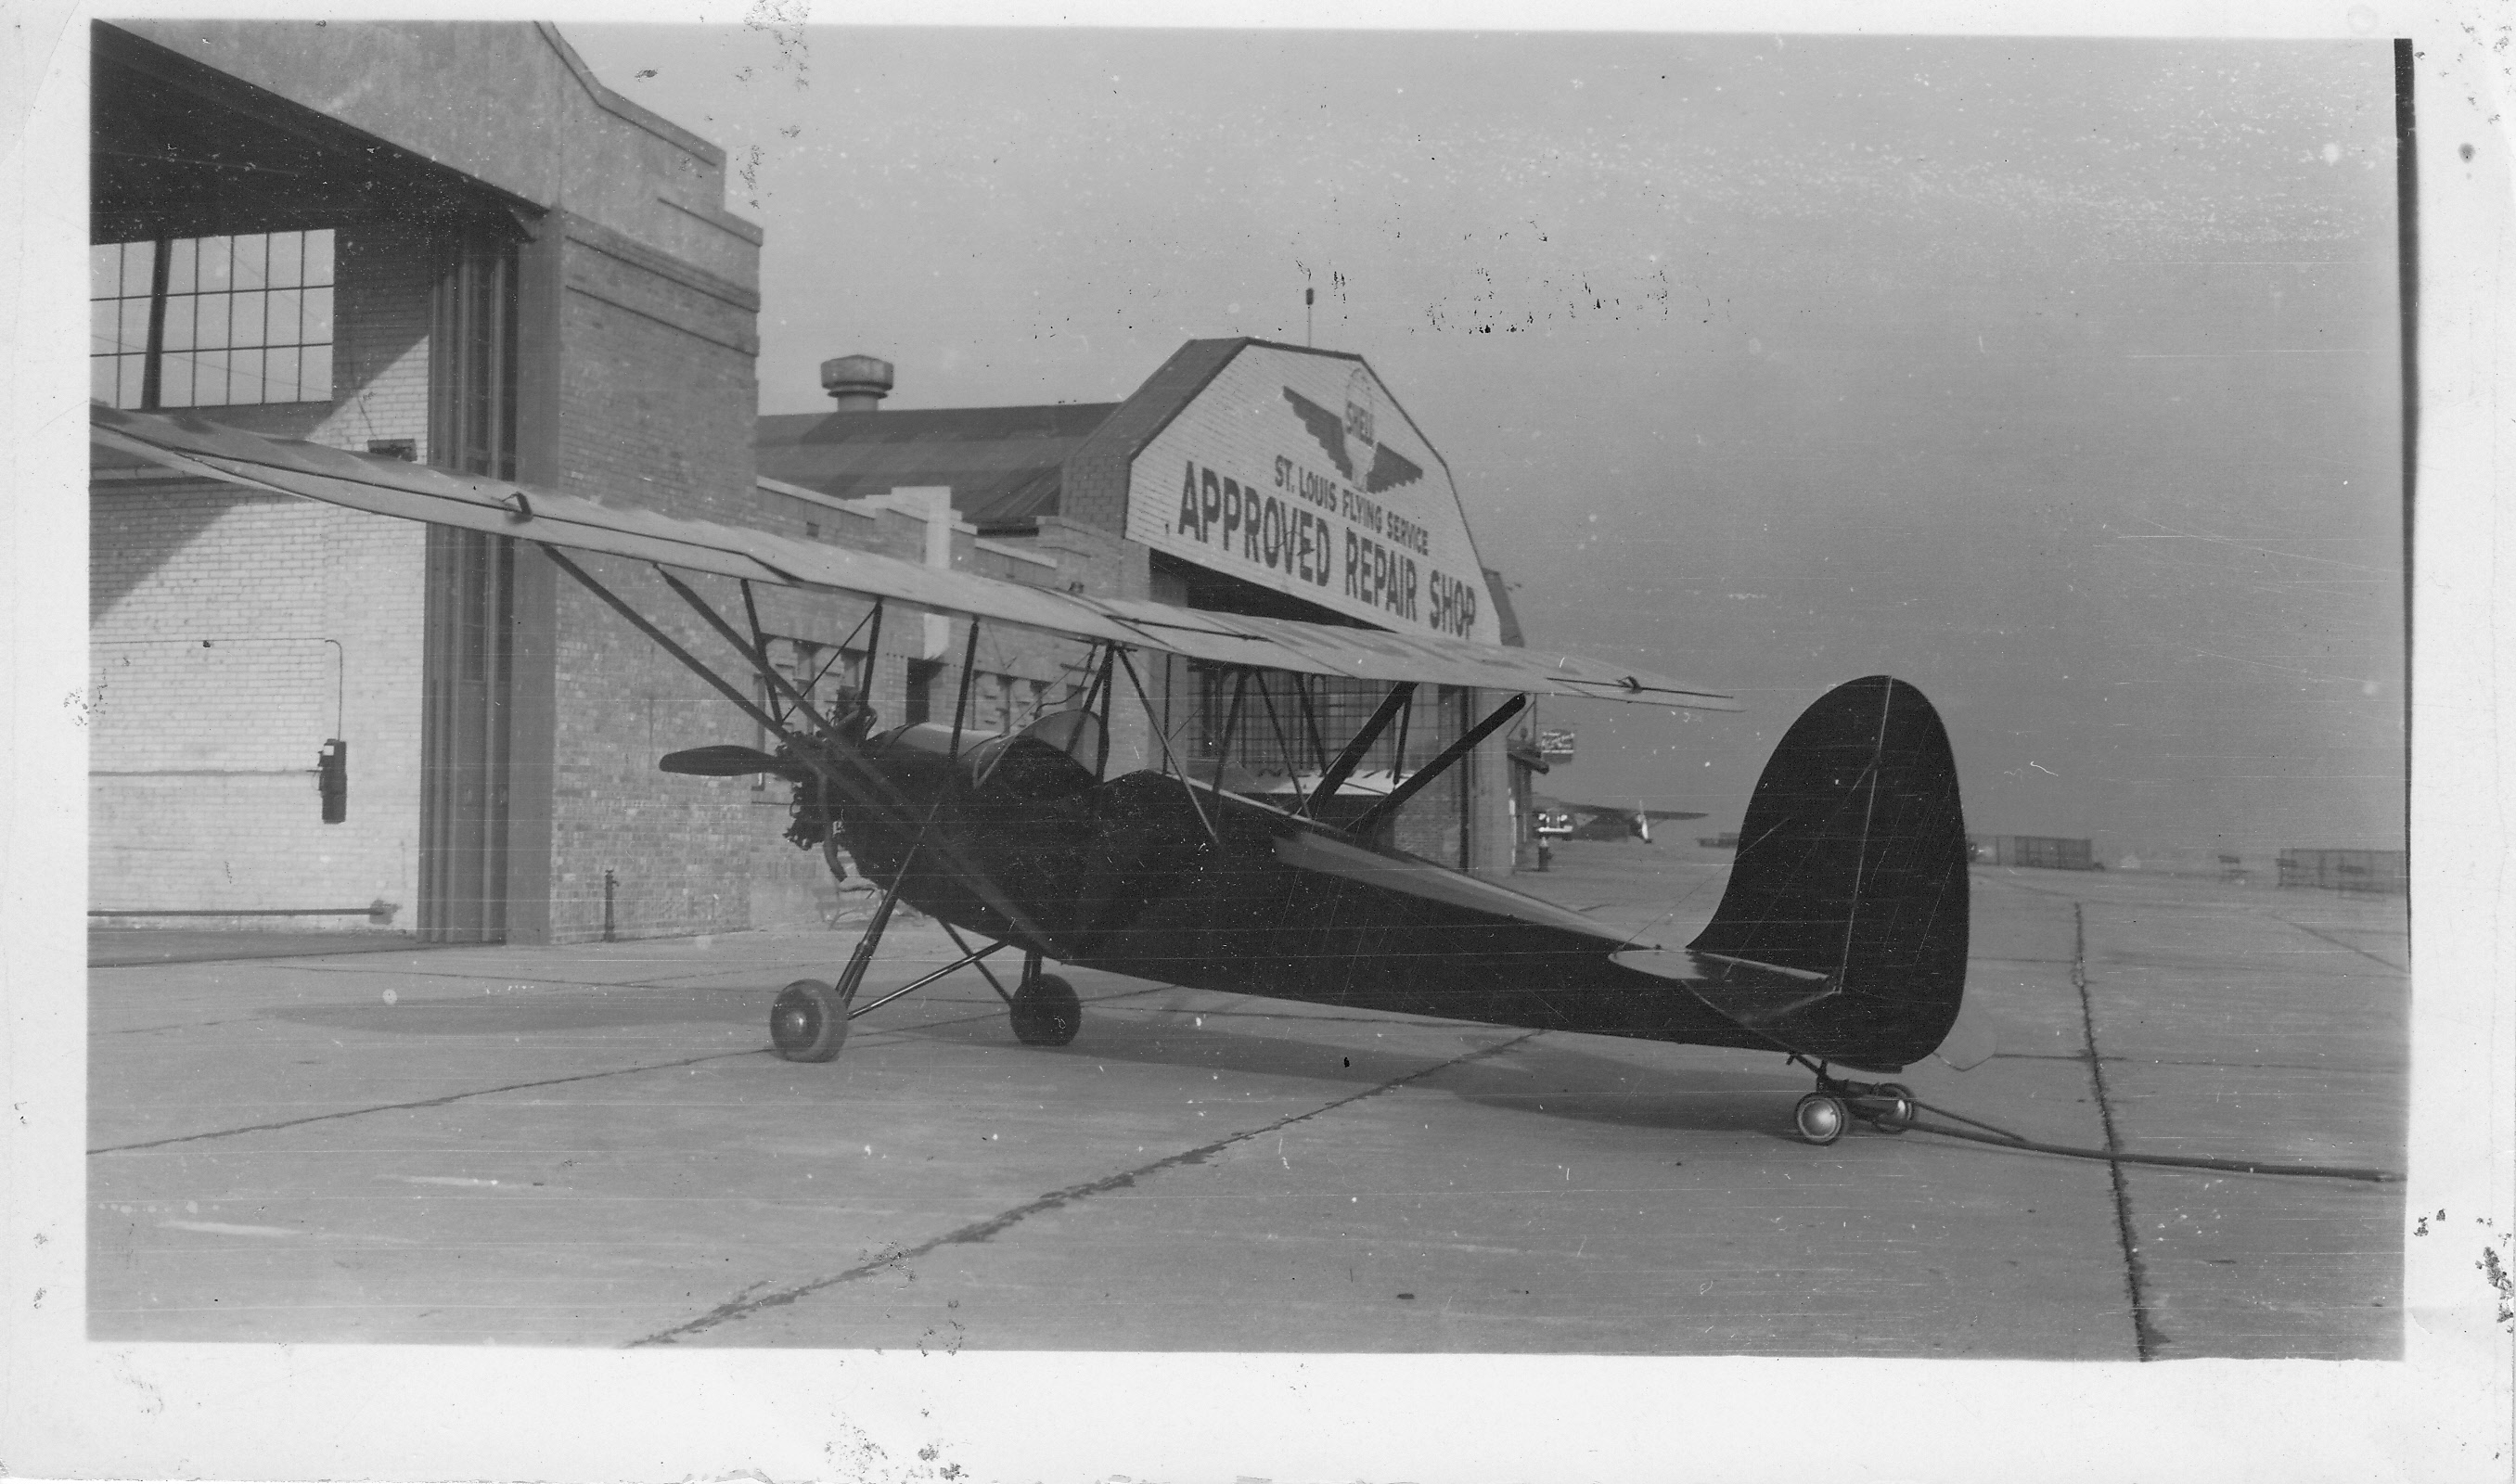 SHELL
ST. LOUIS FLYING SERVICE
APPROVED REPAIR SHOP